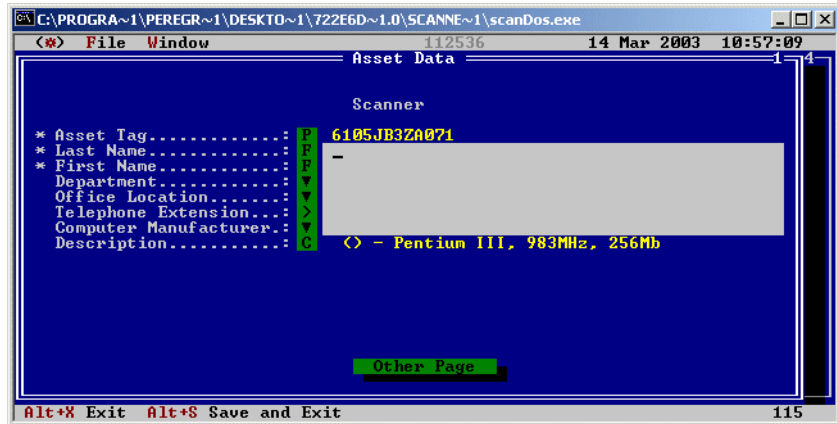 C:\PROGRA~1\PEREGR~1\DESKTO~1\722E6D~1.0\SCANNE~1\scanDos.exe
(*) File Window 112536 14 Mar 2003 10:57:09
Asset Data 1 4
Scanner
* Asset Tag.............: P 6105JB3ZA071
* Last Name.............: F
* First Name............: F
Department............: ▼
Office Location.......: ▼
Telephone Extension...: >
Computer Manufacturer.: ▼
Description...........: C () - Pentium III, 983MHz, 256Mb
Other Page
Alt+X Exit Alt+S Save and Exit 115